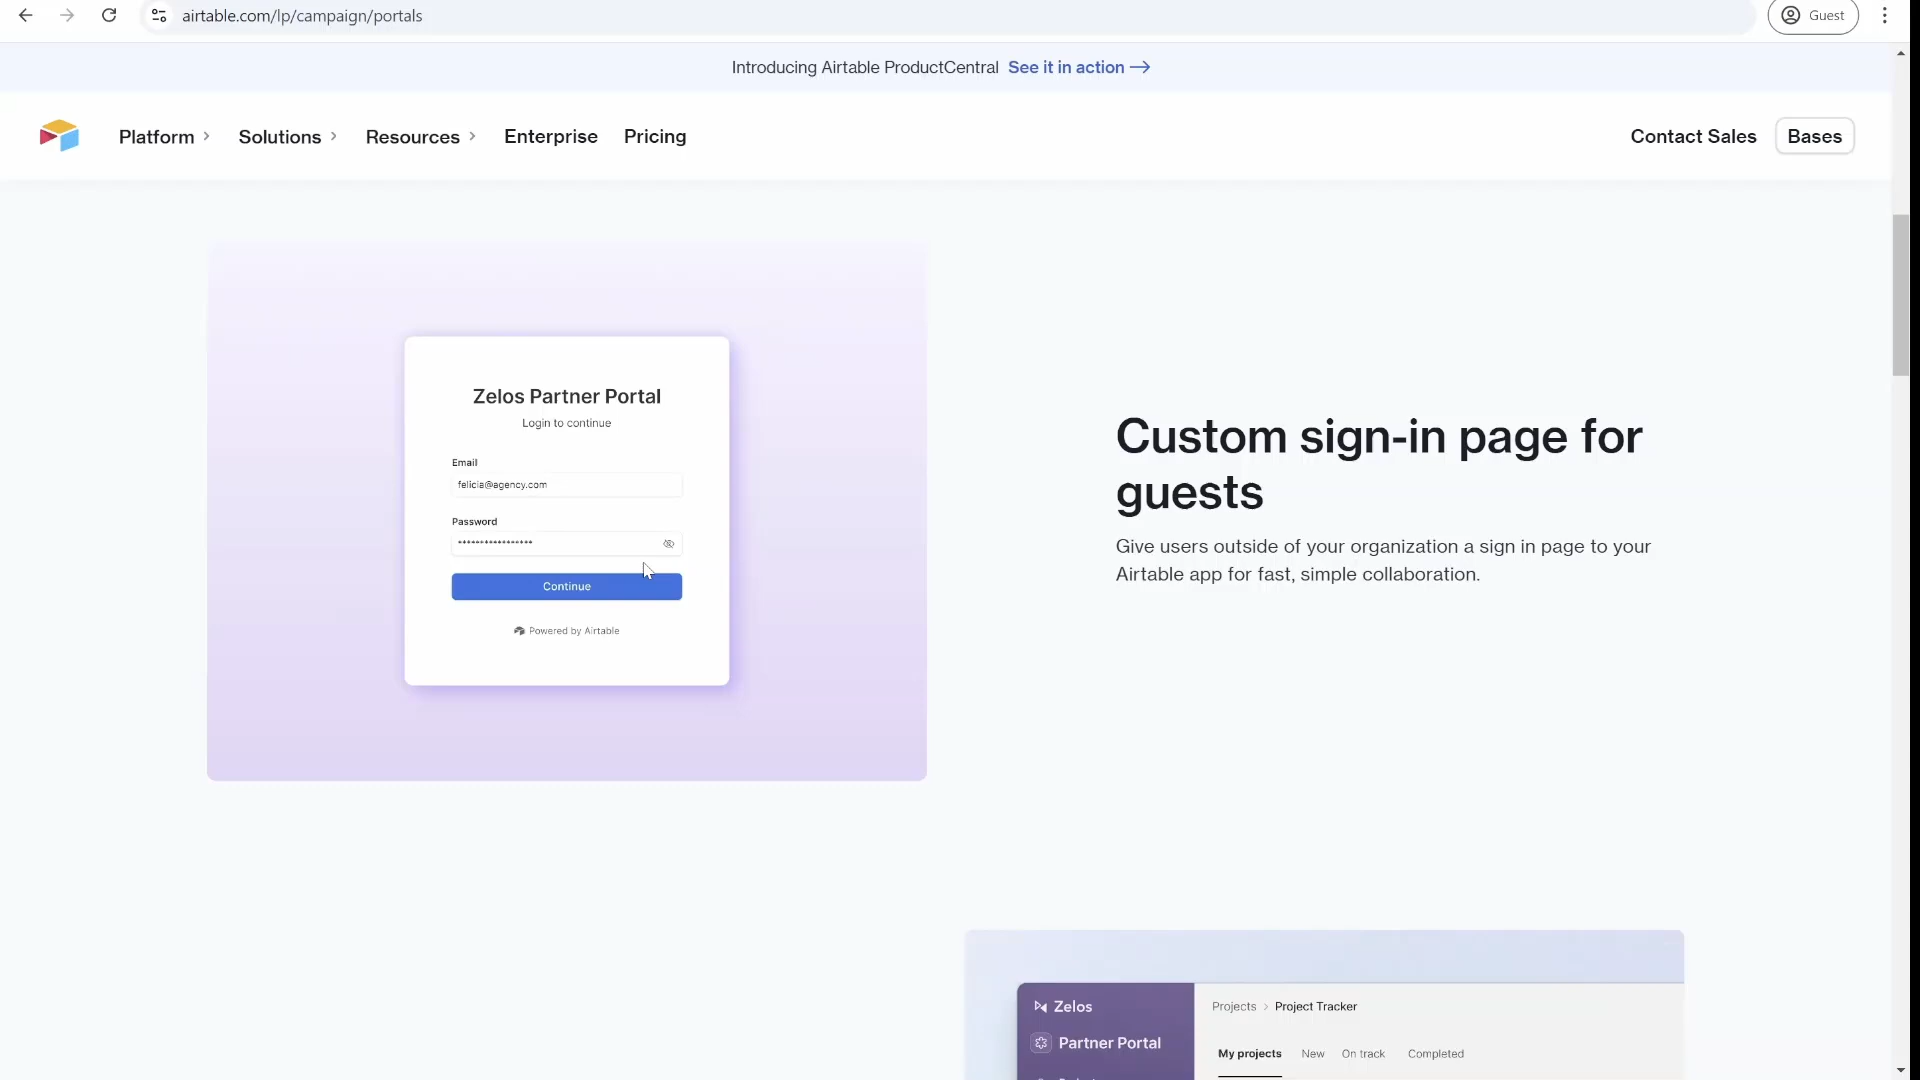 airtable.com/lp/campaign/portals
Guest
Introducing Airtable ProductCentral See it in action
Platform Solutions Resources Enterprise Pricing Contact Sales Bases
Zelos Partner Portal
Login to continue
Email
felicia@agency.com
Password
*****************
Continue
Powered by Airtable
Custom sign-in page for
guests
Give users outside of your organization a sign in page to your
Airtable app for fast, simple collaboration.
Zelos
Partner Portal
Projects > Project Tracker
My projects New On track Completed